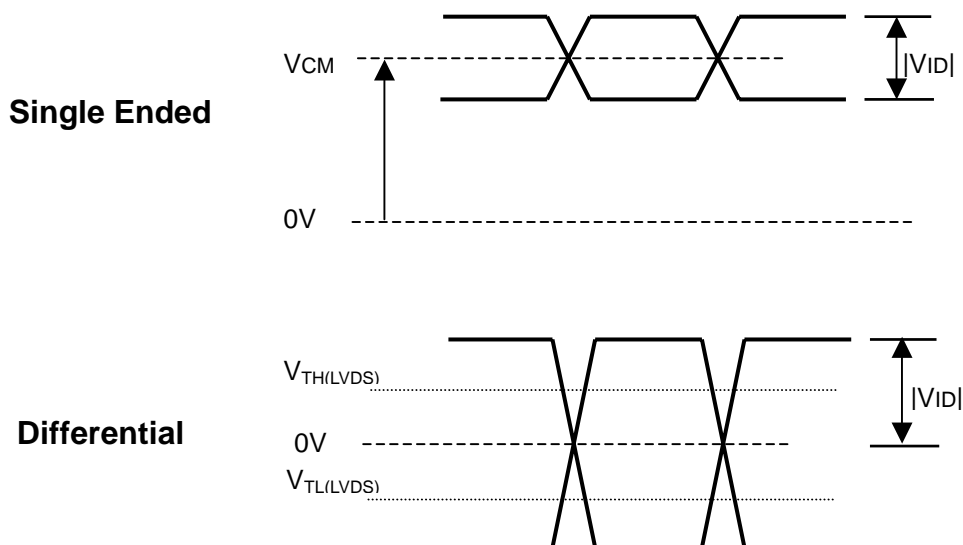 VCM
|VID|
Single Ended
0V
VTH(LVDS)
|VID|
Differential
0V
VTL(LVDS)